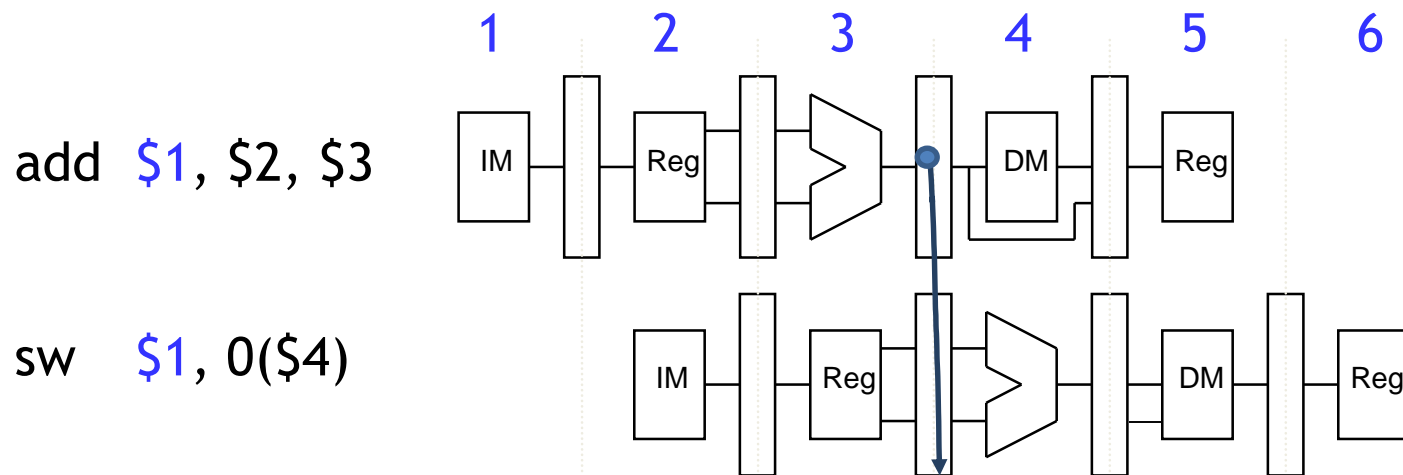 1 2 3 4 5 6
add $1, $2, $3 IM Reg DM Reg
sw $1, 0($4) IM Reg DM Reg